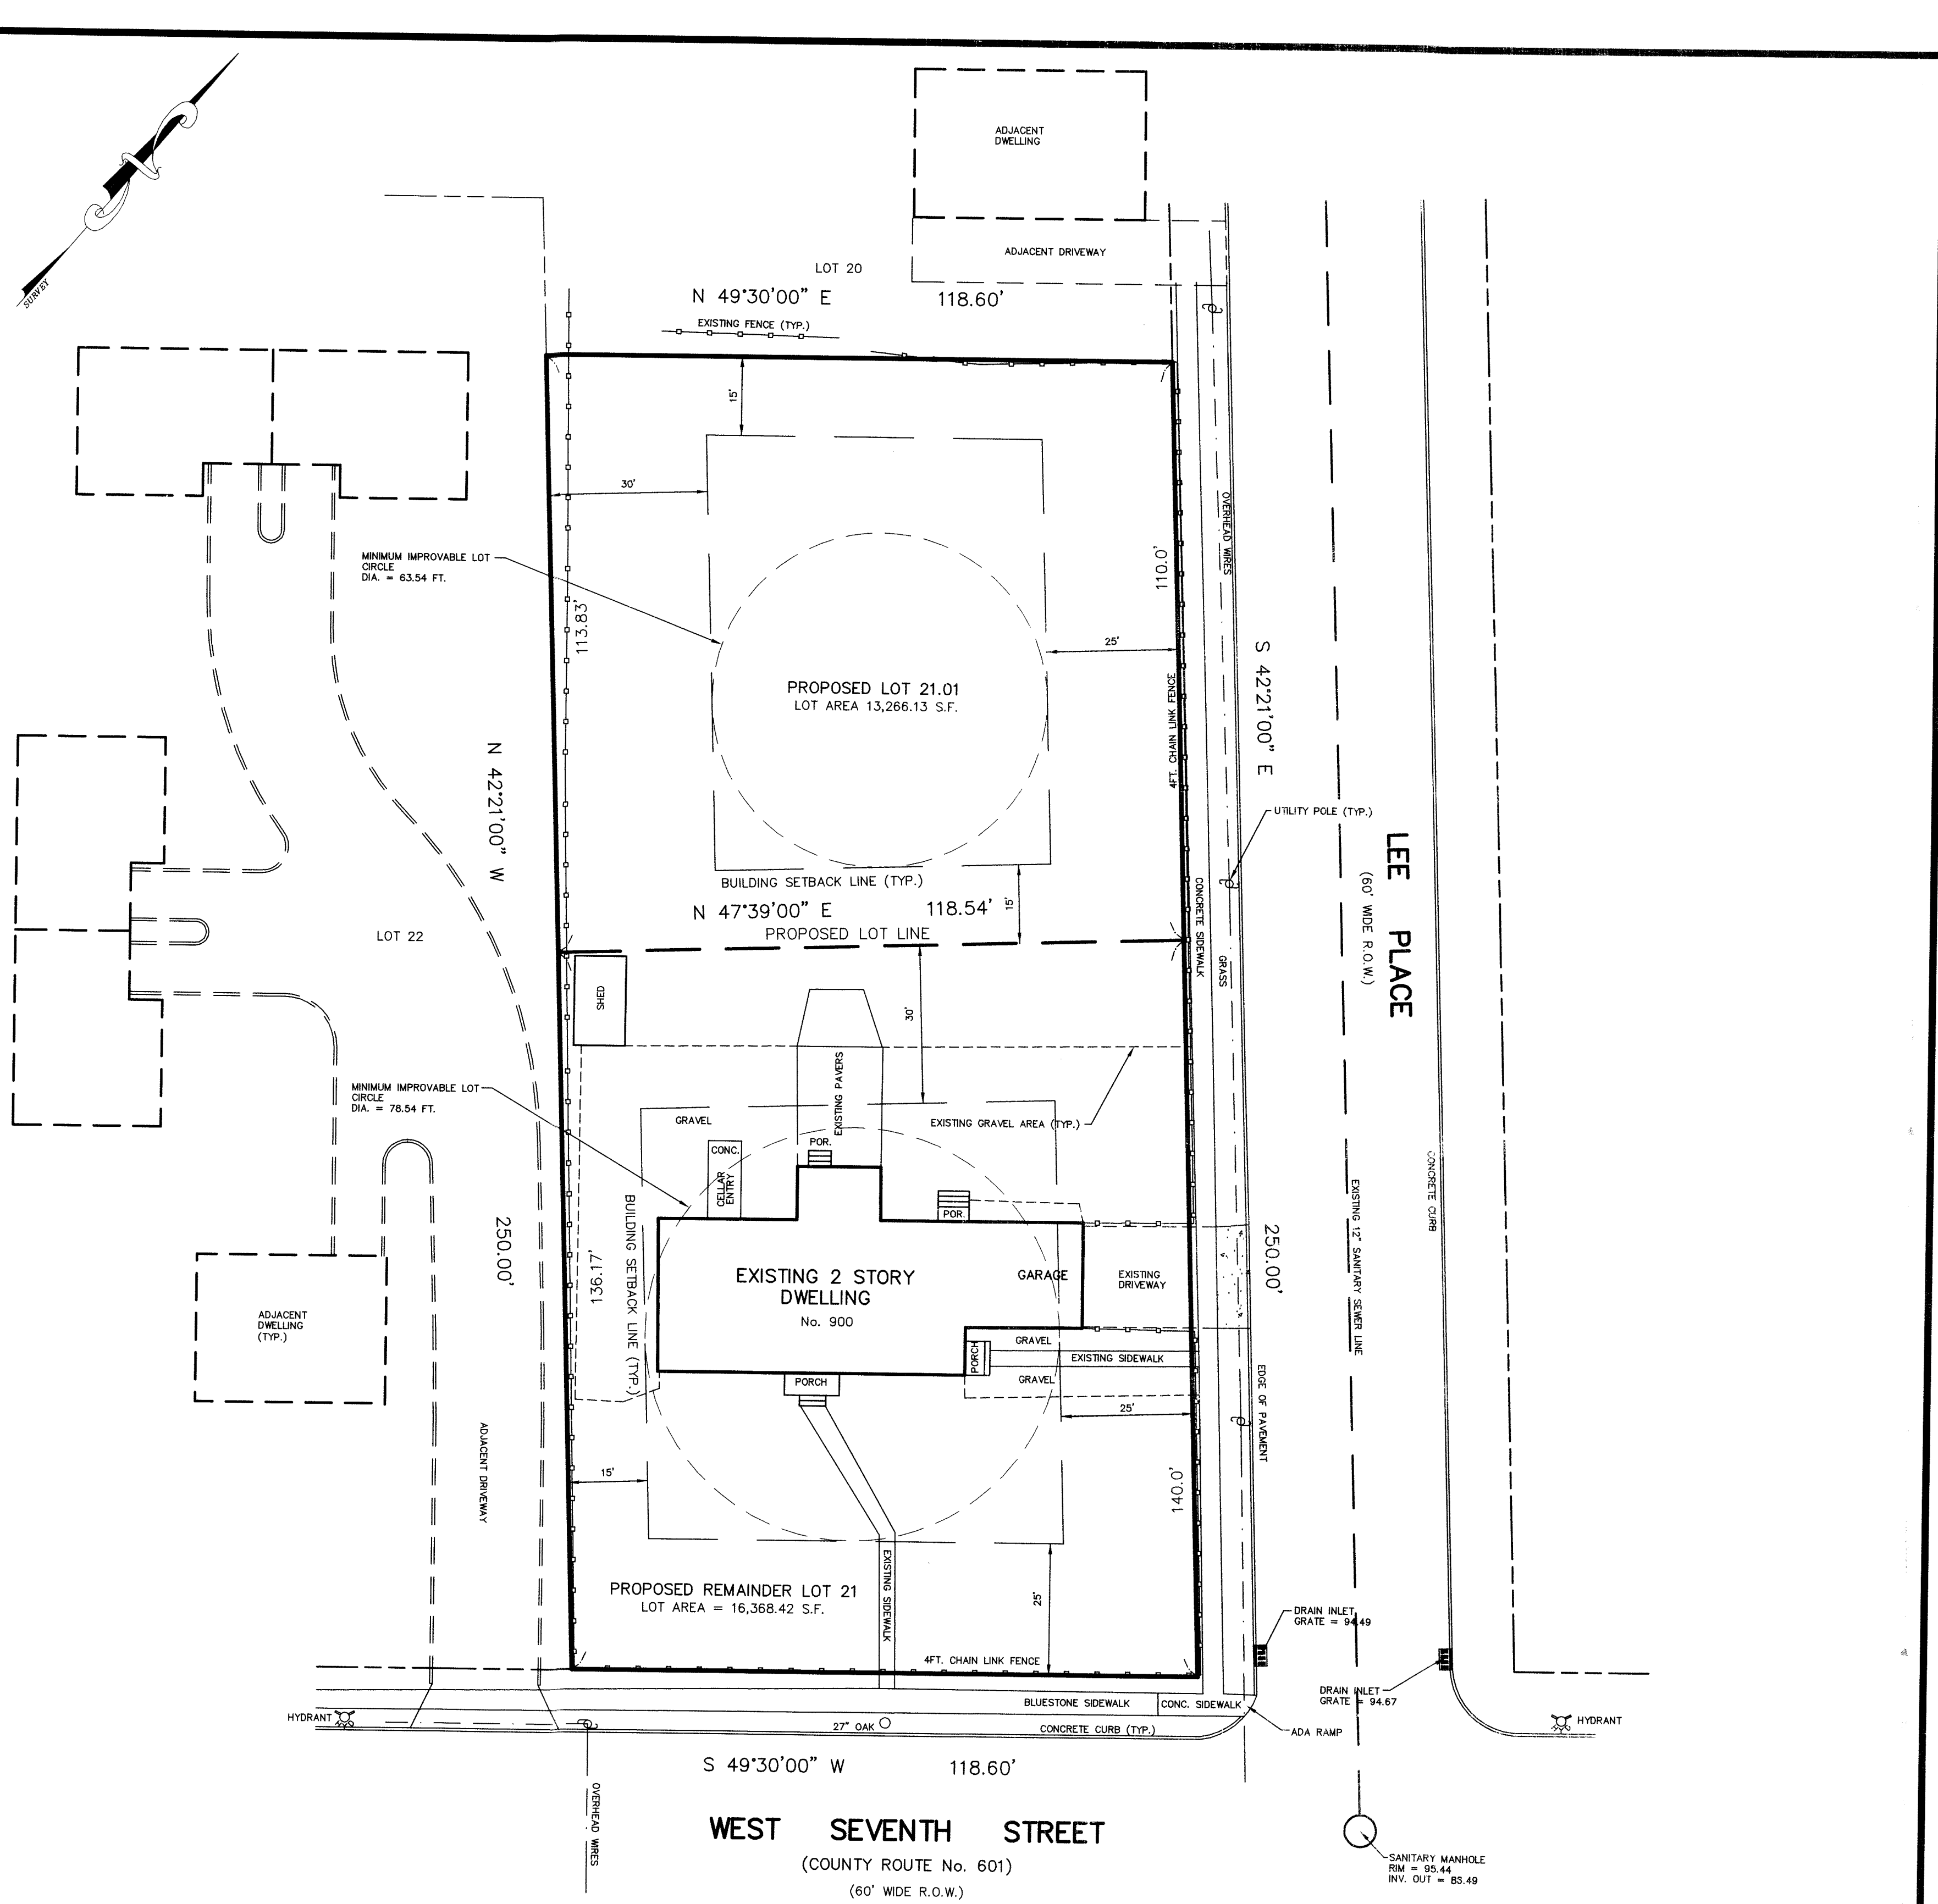 SURVEY
ADJACENT
DWELLING
ADJACENT DRIVEWAY
LOT 20
N 49°30'00" E 118.60'
EXISTING FENCE (TYP.)
15'
30'
OVERHEAD WIRES
MINIMUM IMPROVABLE LOT
CIRCLE
DIA. = 63.54 FT.
110.0'
113.83'
25'
S 42°21'00" E
PROPOSED LOT 21.01
LOT AREA 13,266.13 S.F.
4FT. CHAIN LINK FENCE
N 42°21'00" W
UTILITY POLE (TYP.)
LEE PLACE
(60' WIDE R.O.W.)
BUILDING SETBACK LINE (TYP.)
CONCRETE SIDEWALK
15'
N 47°39'00" E 118.54'
PROPOSED LOT LINE
LOT 22
GRASS
SHED
30'
EXISTING PAVERS
MINIMUM IMPROVABLE LOT
CIRCLE
DIA. = 78.54 FT.
GRAVEL
EXISTING GRAVEL AREA (TYP.)
POR.
CONC.
CELLAR
ENTRY
CONCRETE CURB
EXISTING 12" SANITARY SEWER LINE
BUILDING SETBACK LINE (TYP.)
POR.
250.00'
250.00'
136.17'
EXISTING 2 STORY
DWELLING
No. 900
GARAGE
EXISTING
DRIVEWAY
ADJACENT
DWELLING
(TYP.)
GRAVEL
PORCH
EXISTING SIDEWALK
GRAVEL
PORCH
EDGE OF PAVEMENT
25'
ADJACENT DRIVEWAY
15'
140.0'
EXISTING SIDEWALK
PROPOSED REMAINDER LOT 21
LOT AREA = 16,368.42 S.F.
25'
DRAIN INLET
GRATE = 94.49
4FT. CHAIN LINK FENCE
DRAIN INLET
GRATE = 94.67
BLUESTONE SIDEWALK
CONC. SIDEWALK
HYDRANT
27" OAK
CONCRETE CURB (TYP.)
ADA RAMP
HYDRANT
S 49°30'00" W 118.60'
OVERHEAD WIRES
WEST SEVENTH STREET
(COUNTY ROUTE No. 601)
(60' WIDE R.O.W.)
SANITARY MANHOLE
RIM = 95.44
INV. OUT = 83.49